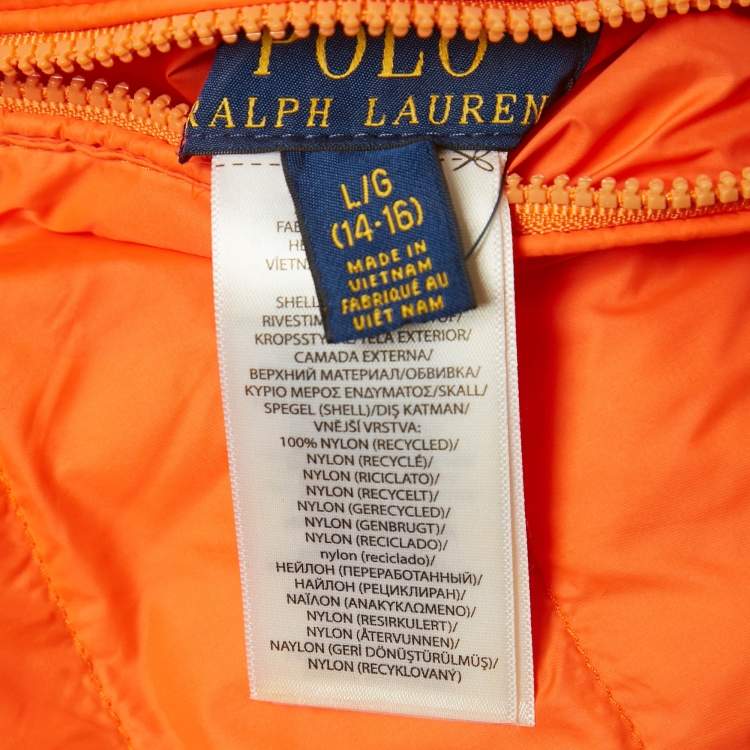 POLO
RALPH LAUREN
L/G
(14-16)
MADE IN
VIETNAM
FABRIQUÉ AU
VIÊT NAM
SHELL
KROPSSTY TELA EXTERIOR/
CAMADA EXTERNA/
ВЕРХНИЙ МАТЕРИАЛ/ОБВИВКА/
ΚΥΡΙΟ ΜΕΡΟΣ ΕΝΔΥΜΑΤΟΣ/SKALL/
SPEGEL (SHELL)/DIŞ KATMAN/
VNĚJŠÍ VRSTVA:
100% NYLON (RECYCLED)/
NYLON (RECYCLÉ)/
NYLON (RICICLATO)/
NYLON (RECYCELT)/
NYLON (GERECYCLED)/
NYLON (GENBRUGT)/
NYLON (RECICLADO)/
nylon (reciclado)/
НЕЙЛОН (ПЕРЕРАБОТАННЫЙ)/
НАЙЛОН (РЕЦИКЛИРАН)/
ΝΑΪΛΟΝ (ΑΝΑΚΥΚΛΩΜΕΝΟ)/
NYLON (RESIRKULERT)/
NYLON (ÅTERVUNNEN)/
NAYLON (GERİ DÖNÜŞTÜRÜLMÜŞ)/
NYLON (RECYKLOVANÝ)